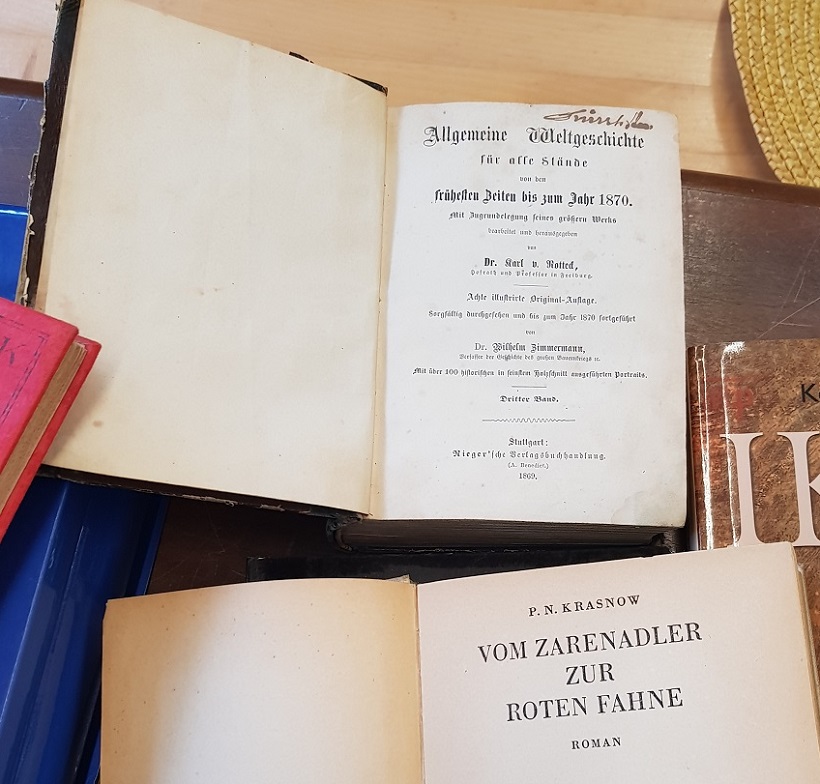 Allgemeine Weltgeschichte
für alle Stände
von den
frühesten Zeiten bis zum Jahr 1870.
Mit Zugrundelegung seines größern Werks
bearbeitet und herausgegeben
von
Dr. Karl v. Rotteck,
Hofrath und Professor in Freiburg.
Achte illustrirte Original-Auflage.
Sorgfältig durchgesehen und bis zum Jahr 1870 fortgeführt
von
Dr. Wilhelm Zimmermann,
Verfasser der Geschichte des großen Bauernkriegs
Mit über 100 historischen in feinstem Holzschnitt ausgeführten Portraits.
Dritter Band.
Stuttgart:
Rieger'sche Verlagsbuchhandlung.
(A. Benedict.)
1869.
K
P. N. KRASNOW
VOM ZARENADLER
ZUR
ROTEN FAHNE
ROMAN